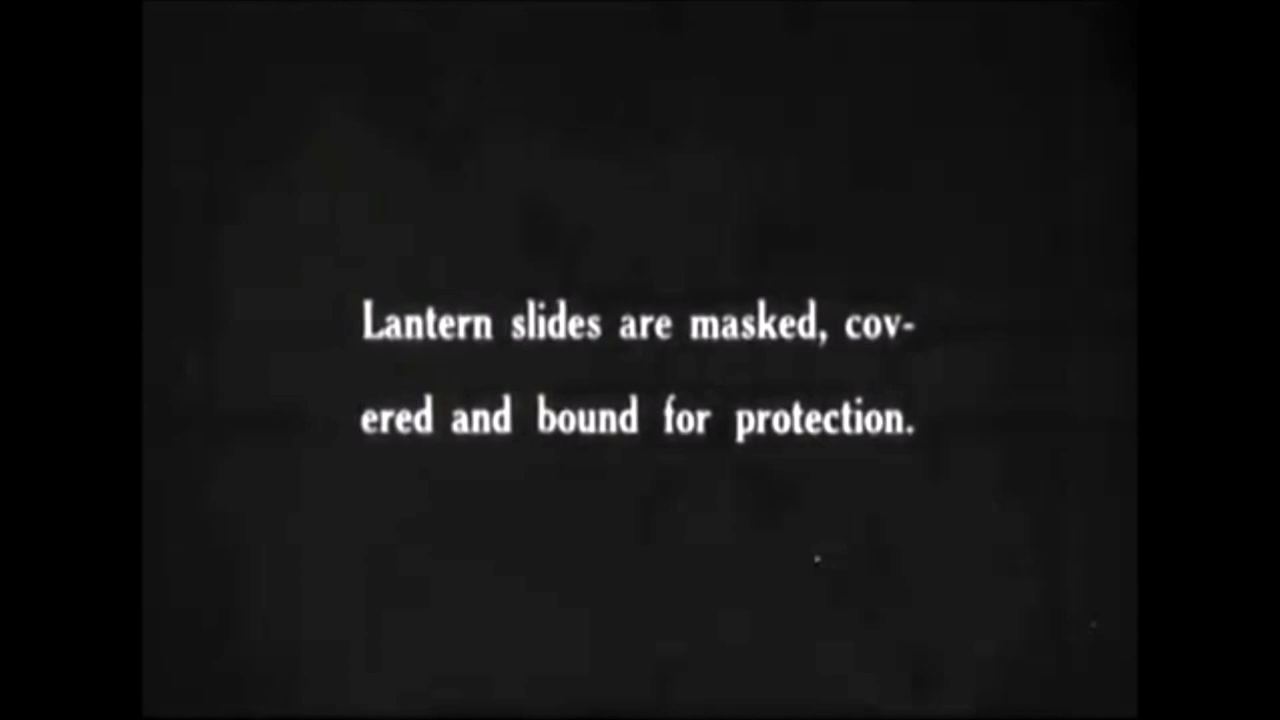 Lantern slides are masked, cov-
ered and bound for protection.